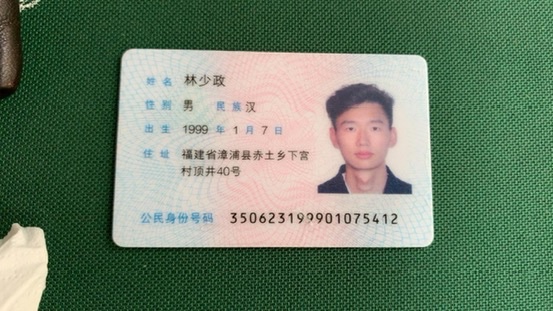 姓名 林少政
性别 男 民族 汉
出生 1999 年 1 月 7 日
住址 福建省漳浦县赤土乡下宫
村顶井40号
公民身份号码 350623199901075412